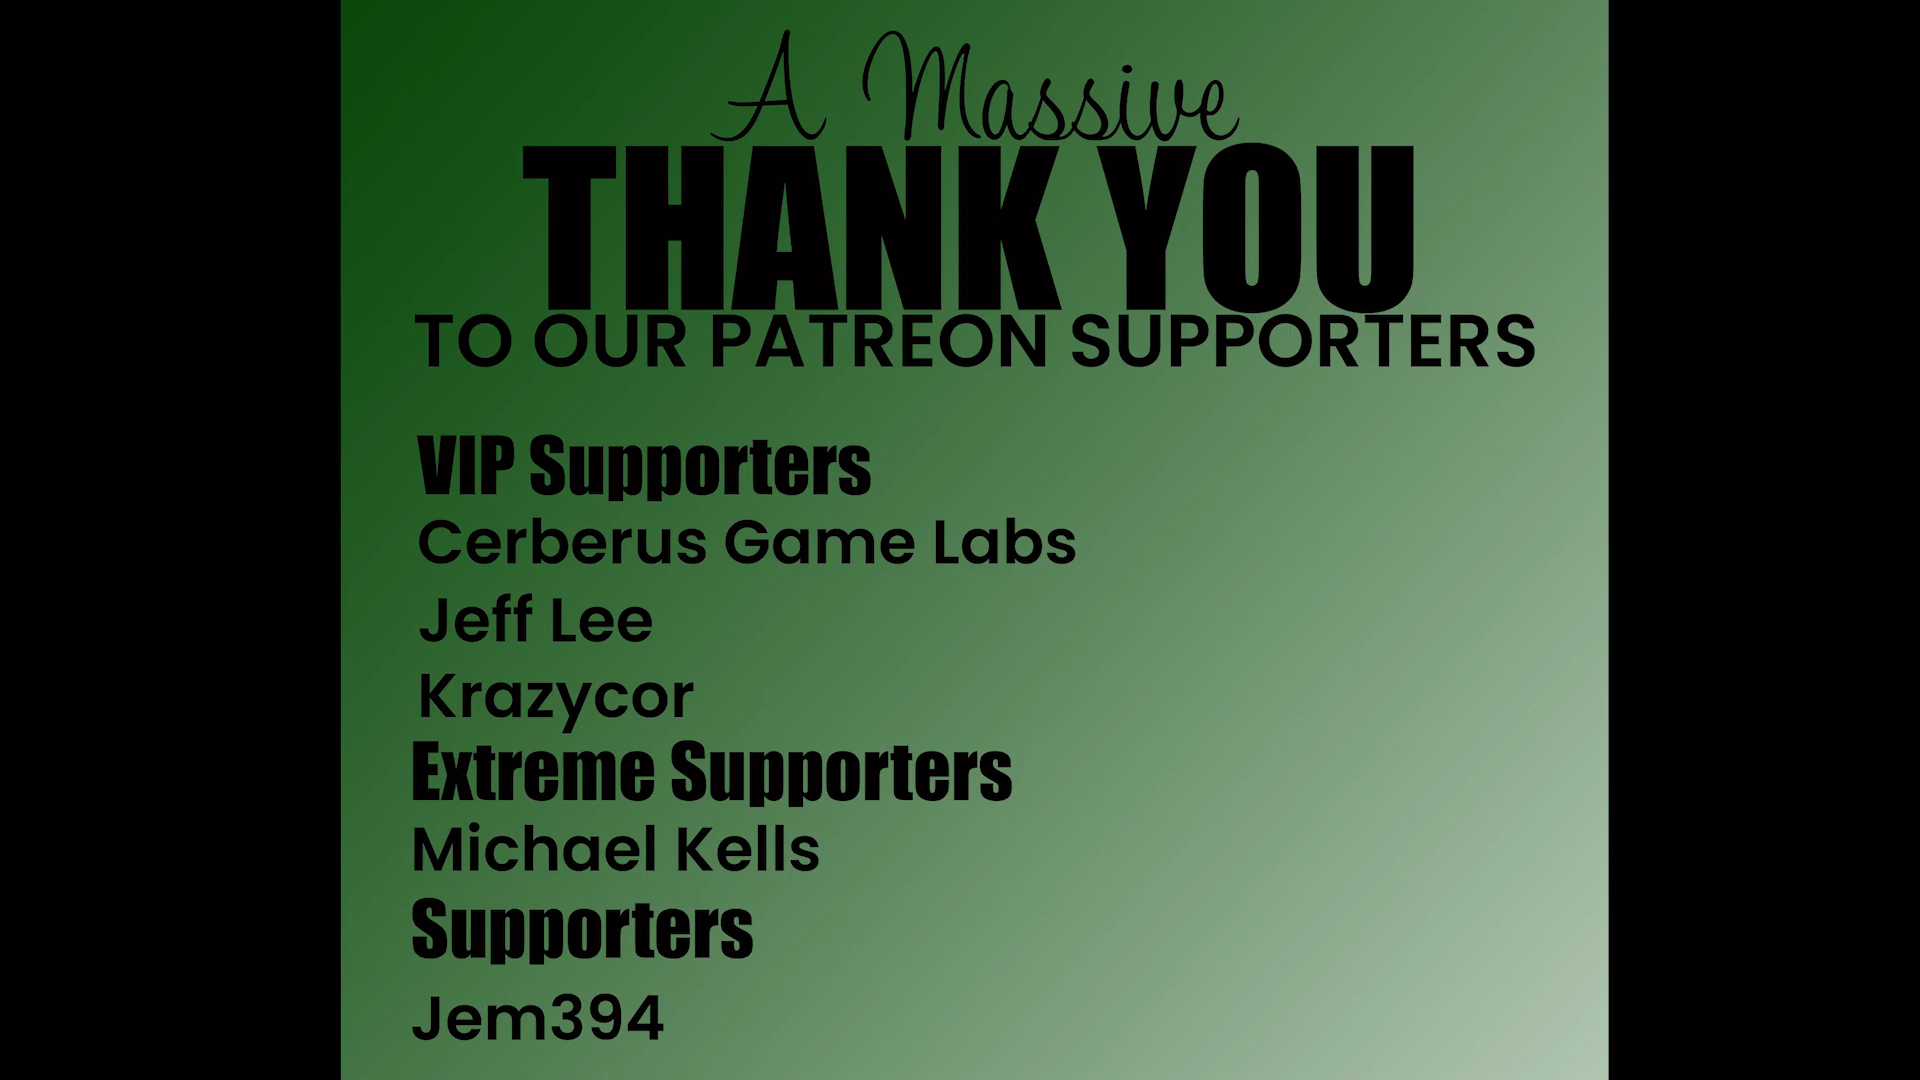 A Massive
THANK YOU
TO OUR PATREON SUPPORTERS
VIP Supporters
Cerberus Game Labs
Jeff Lee
Krazycor
Extreme Supporters
Michael Kells
Supporters
Jem394